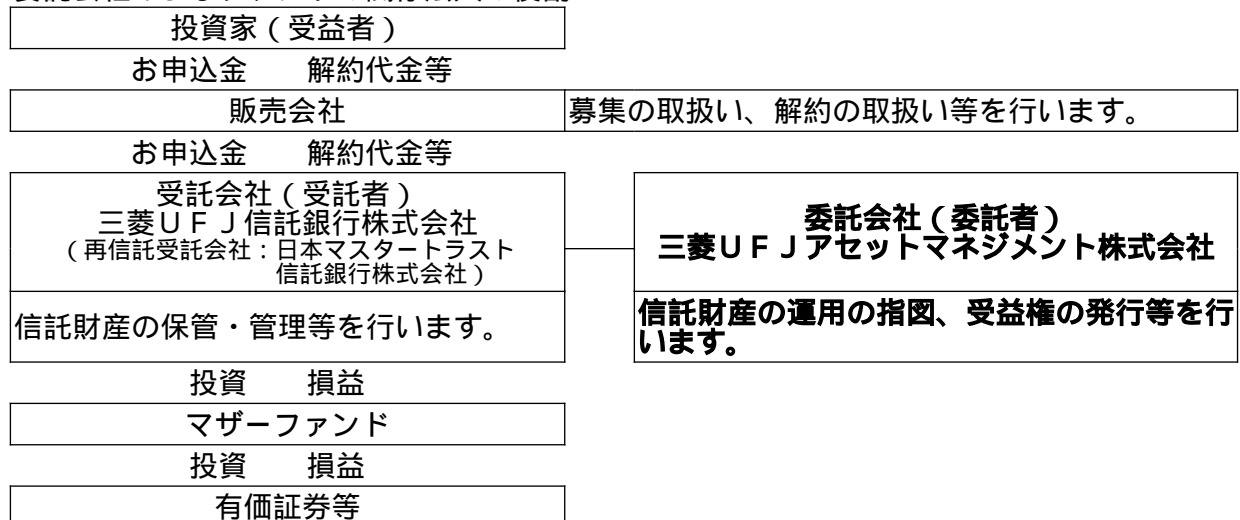 投資家（受益者）
お申込金　　解約代金等
販売会社
募集の取扱い、解約の取扱い等を行います。
お申込金　　解約代金等
受託会社（受託者）
三菱ＵＦＪ信託銀行株式会社
（再信託受託会社：日本マスタートラスト
信託銀行株式会社）
委託会社（委託者）
三菱ＵＦＪアセットマネジメント株式会社
信託財産の保管・管理等を行います。
信託財産の運用の指図、受益権の発行等を行
います。
投資　　損益
マザーファンド
投資　　損益
有価証券等